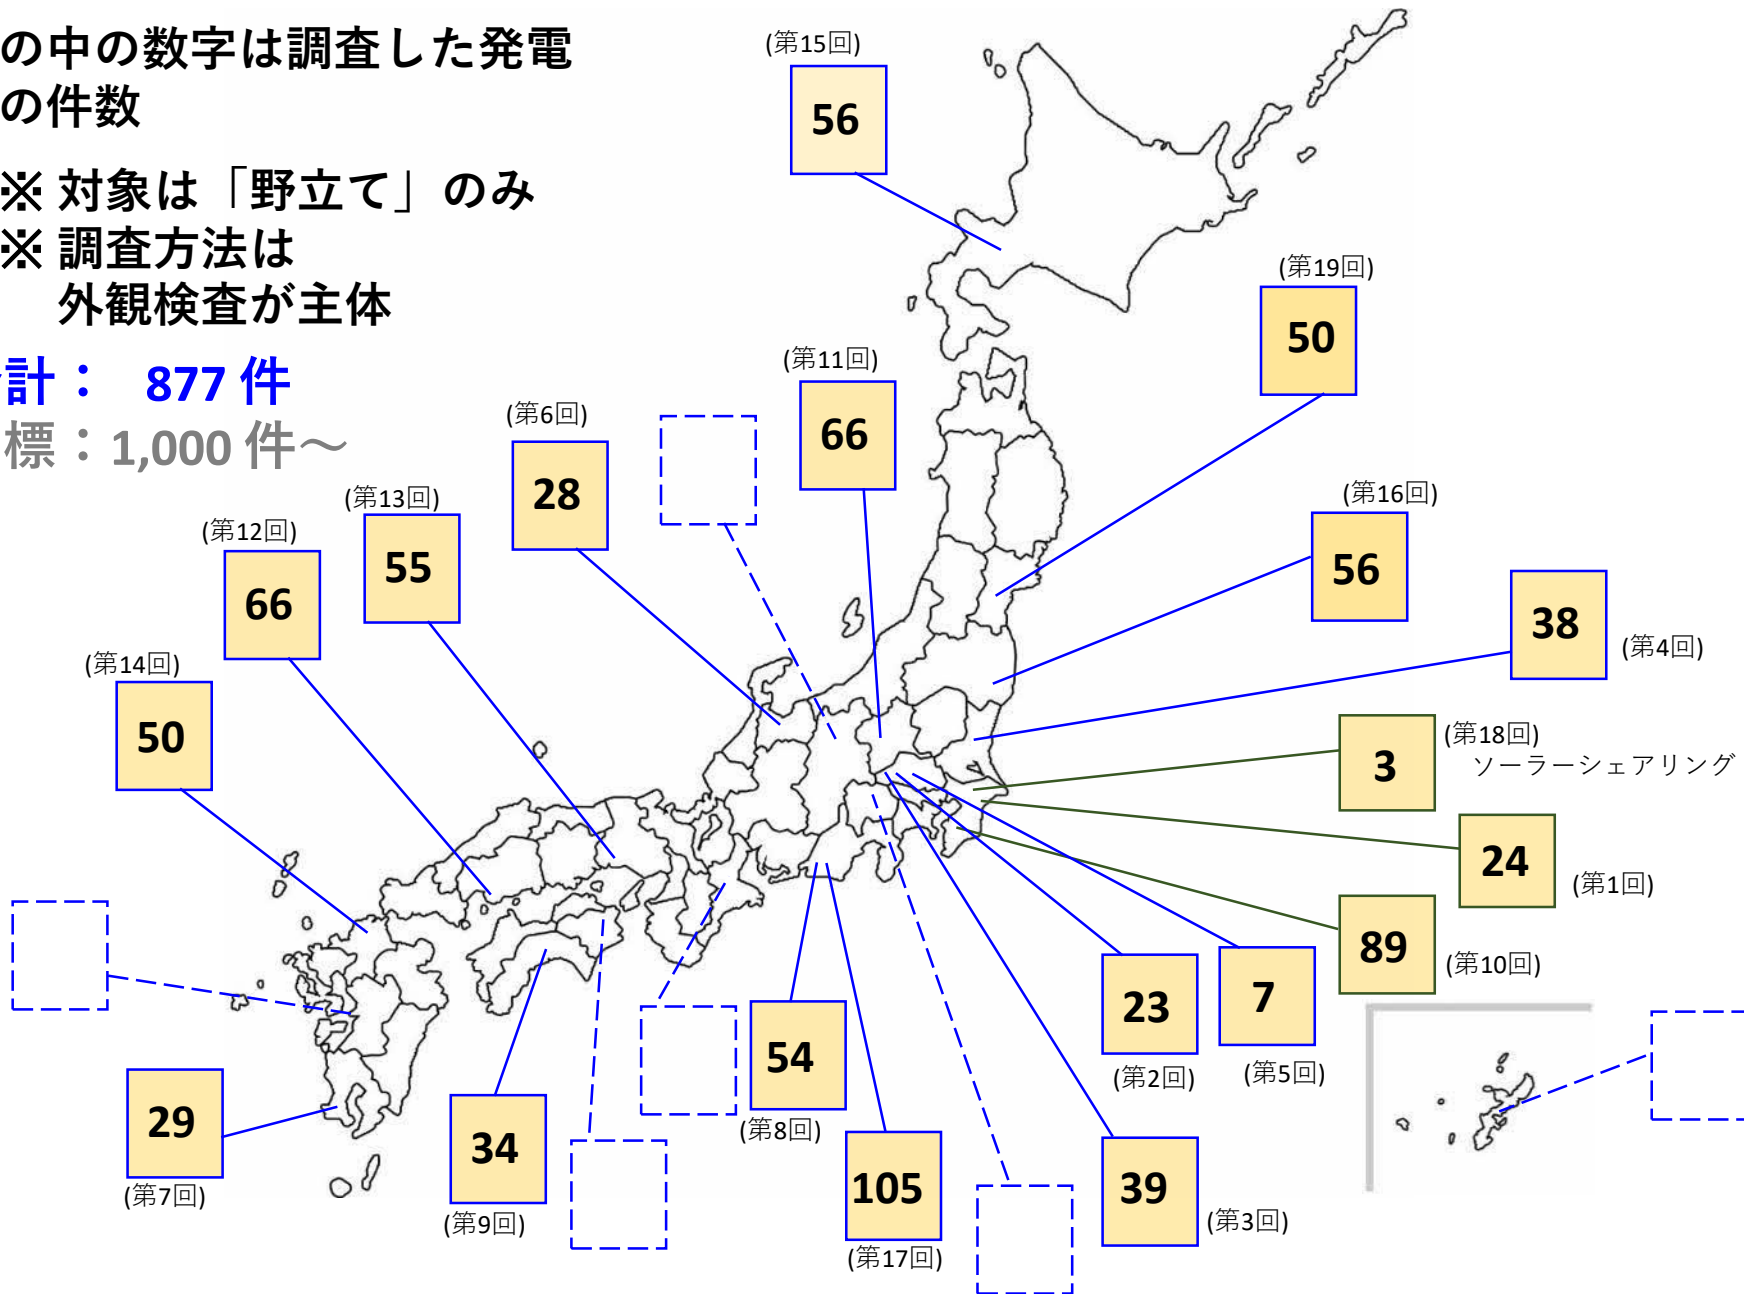 の中の数字は調査した発電
の件数
※ 対象は「野立て」のみ
※ 調査方法は
外観検査が主体
計： 877 件
標：1,000 件～
(第15回)
56
(第19回)
50
(第11回)
66
(第6回)
28
(第13回)
55
(第12回)
66
(第14回)
50
(第16回)
56
38
(第4回)
3
(第18回)
ソーラーシェアリング
24
(第1回)
89
(第10回)
7
(第5回)
23
(第2回)
39
(第3回)
54
(第8回)
105
(第17回)
34
(第9回)
29
(第7回)